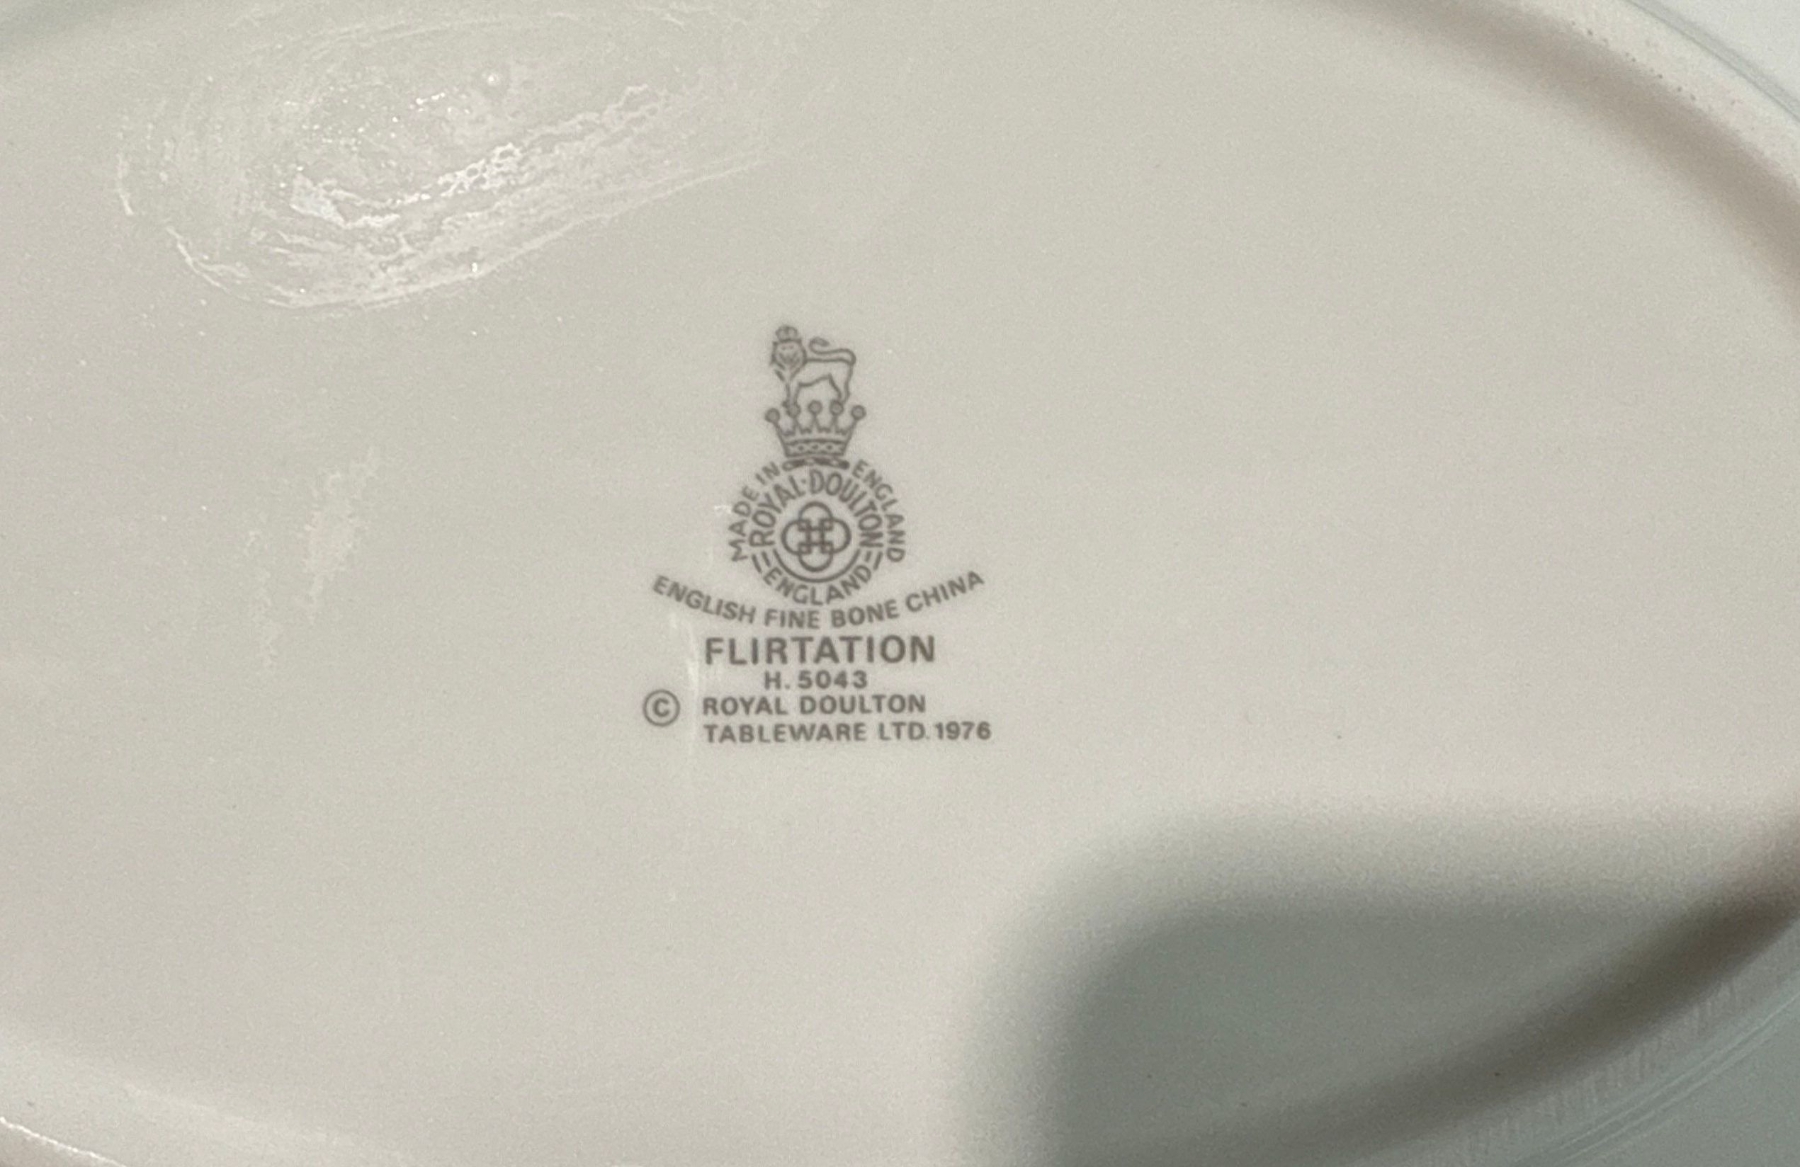 MADE IN ENGLAND
ROYAL·DOULTON
ENGLAND
ENGLISH FINE BONE CHINA
FLIRTATION
H. 5043
© ROYAL DOULTON
TABLEWARE LTD. 1976